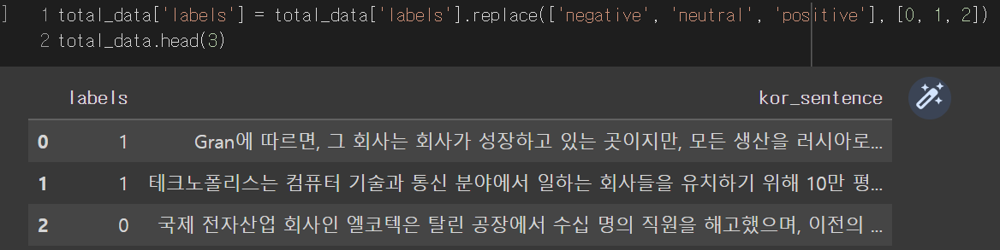 ] 1 total_data['labels'] = total_data['labels'].replace(['negative', 'neutral', 'positive'], [0, 1, 2])
2 total_data.head(3)
labels kor_sentence
0 1 Gran에 따르면, 그 회사는 회사가 성장하고 있는 곳이지만, 모든 생산을 러시아로...
1 1 테크노폴리스는 컴퓨터 기술과 통신 분야에서 일하는 회사들을 유치하기 위해 10만 평...
2 0 국제 전자산업 회사인 엘코텍은 탈린 공장에서 수십 명의 직원을 해고했으며, 이전의 ...